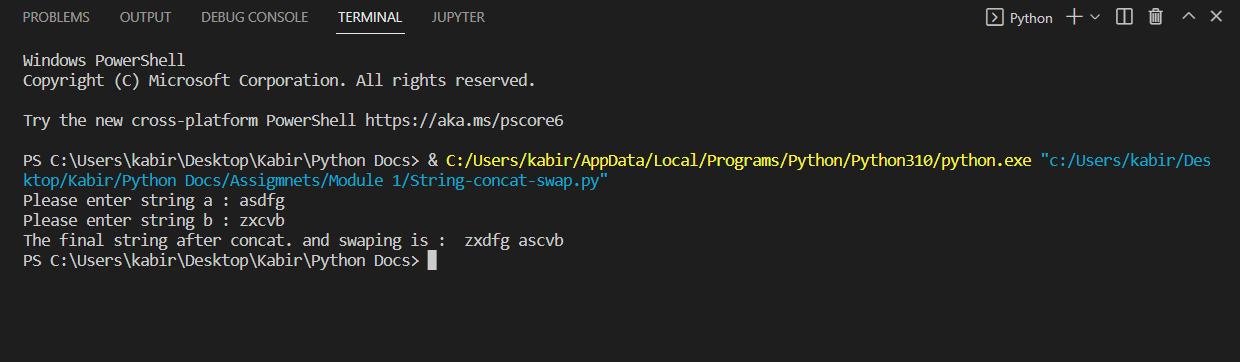 PROBLEMS OUTPUT DEBUG CONSOLE TERMINAL JUPYTER Python
Windows PowerShell
Copyright (C) Microsoft Corporation. All rights reserved.
Try the new cross-platform PowerShell https://aka.ms/pscore6
PS C:\Users\kabir\Desktop\Kabir\Python Docs> & C:/Users/kabir/AppData/Local/Programs/Python/Python310/python.exe "c:/Users/kabir/Des
ktop/Kabir/Python Docs/Assigmnets/Module 1/String-concat-swap.py"
Please enter string a : asdfg
Please enter string b : zxcvb
The final string after concat. and swaping is :  zxdfg ascvb
PS C:\Users\kabir\Desktop\Kabir\Python Docs>